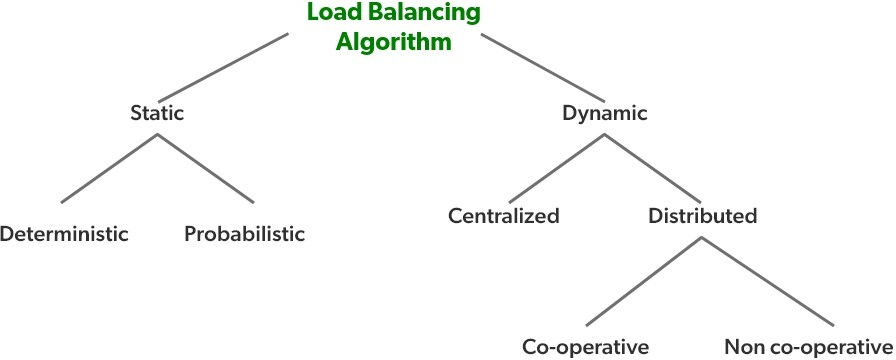 Load Balancing
Algorithm
Static
Dynamic
Deterministic
Probabilistic
Centralized
Distributed
Co-operative
Non co-operative